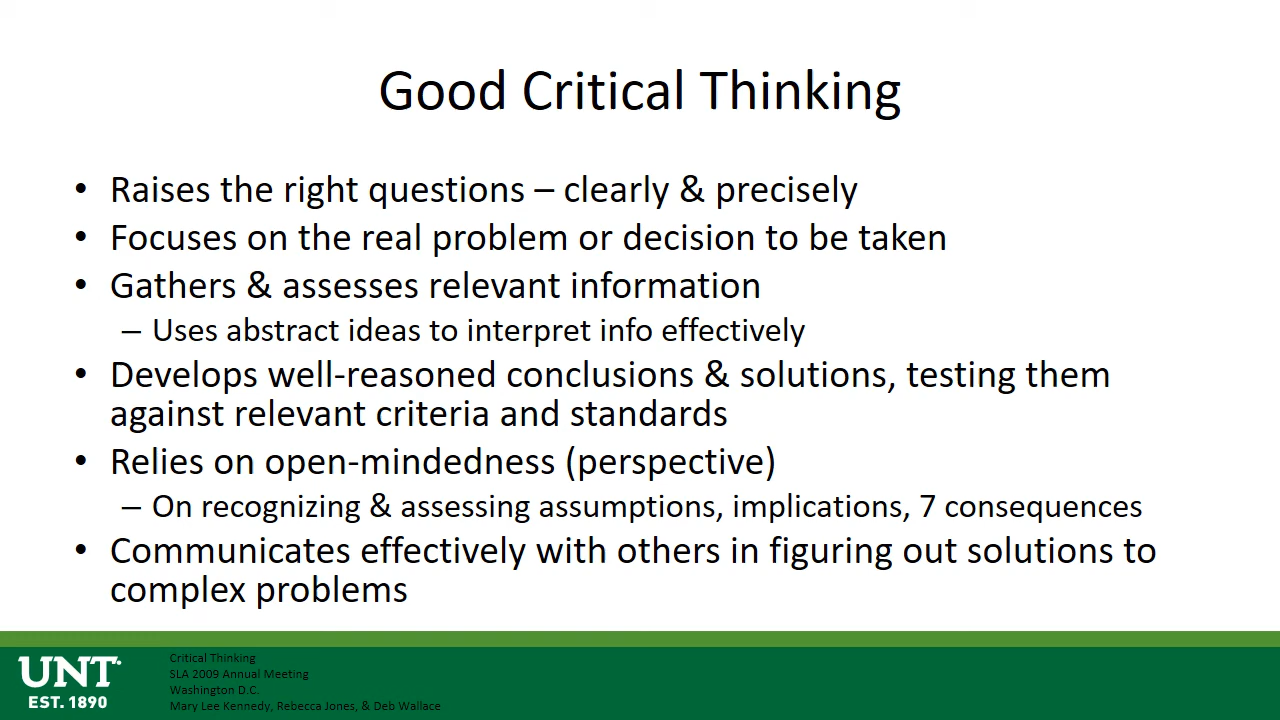 Good Critical Thinking
• Raises the right questions – clearly & precisely
• Focuses on the real problem or decision to be taken
• Gathers & assesses relevant information
– Uses abstract ideas to interpret info effectively
• Develops well-reasoned conclusions & solutions, testing them
against relevant criteria and standards
• Relies on open-mindedness (perspective)
– On recognizing & assessing assumptions, implications, 7 consequences
• Communicates effectively with others in figuring out solutions to
complex problems
UNT
EST. 1890
Critical Thinking
SLA 2009 Annual Meeting
Washington D.C.
Mary Lee Kennedy, Rebecca Jones, & Deb Wallace